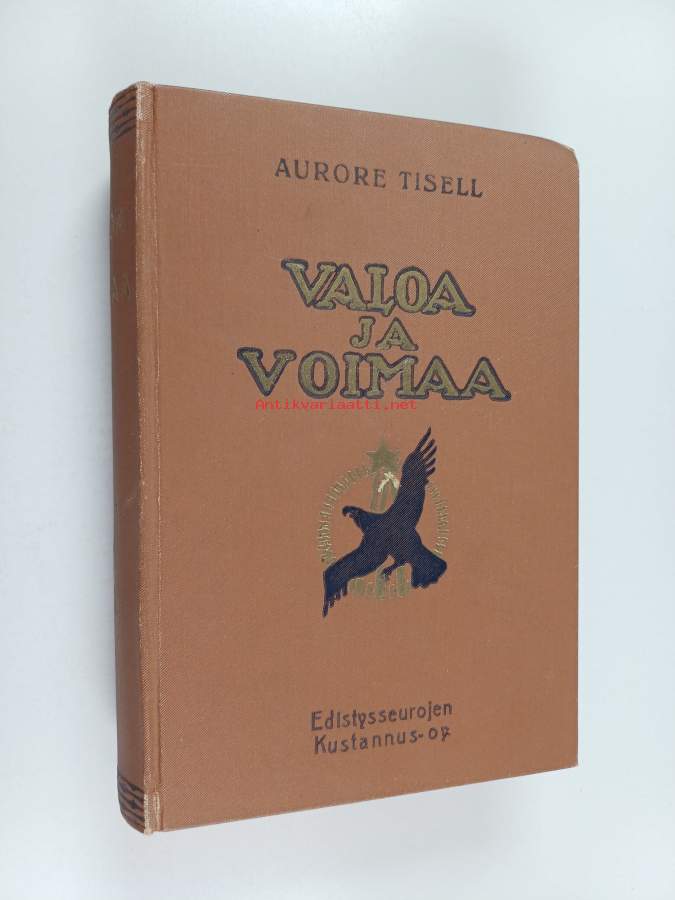 AURORE TISELL
VALOA
JA
VOIMAA
Antikvariaatti.net
Edistysseurojen
Kustannus-oy